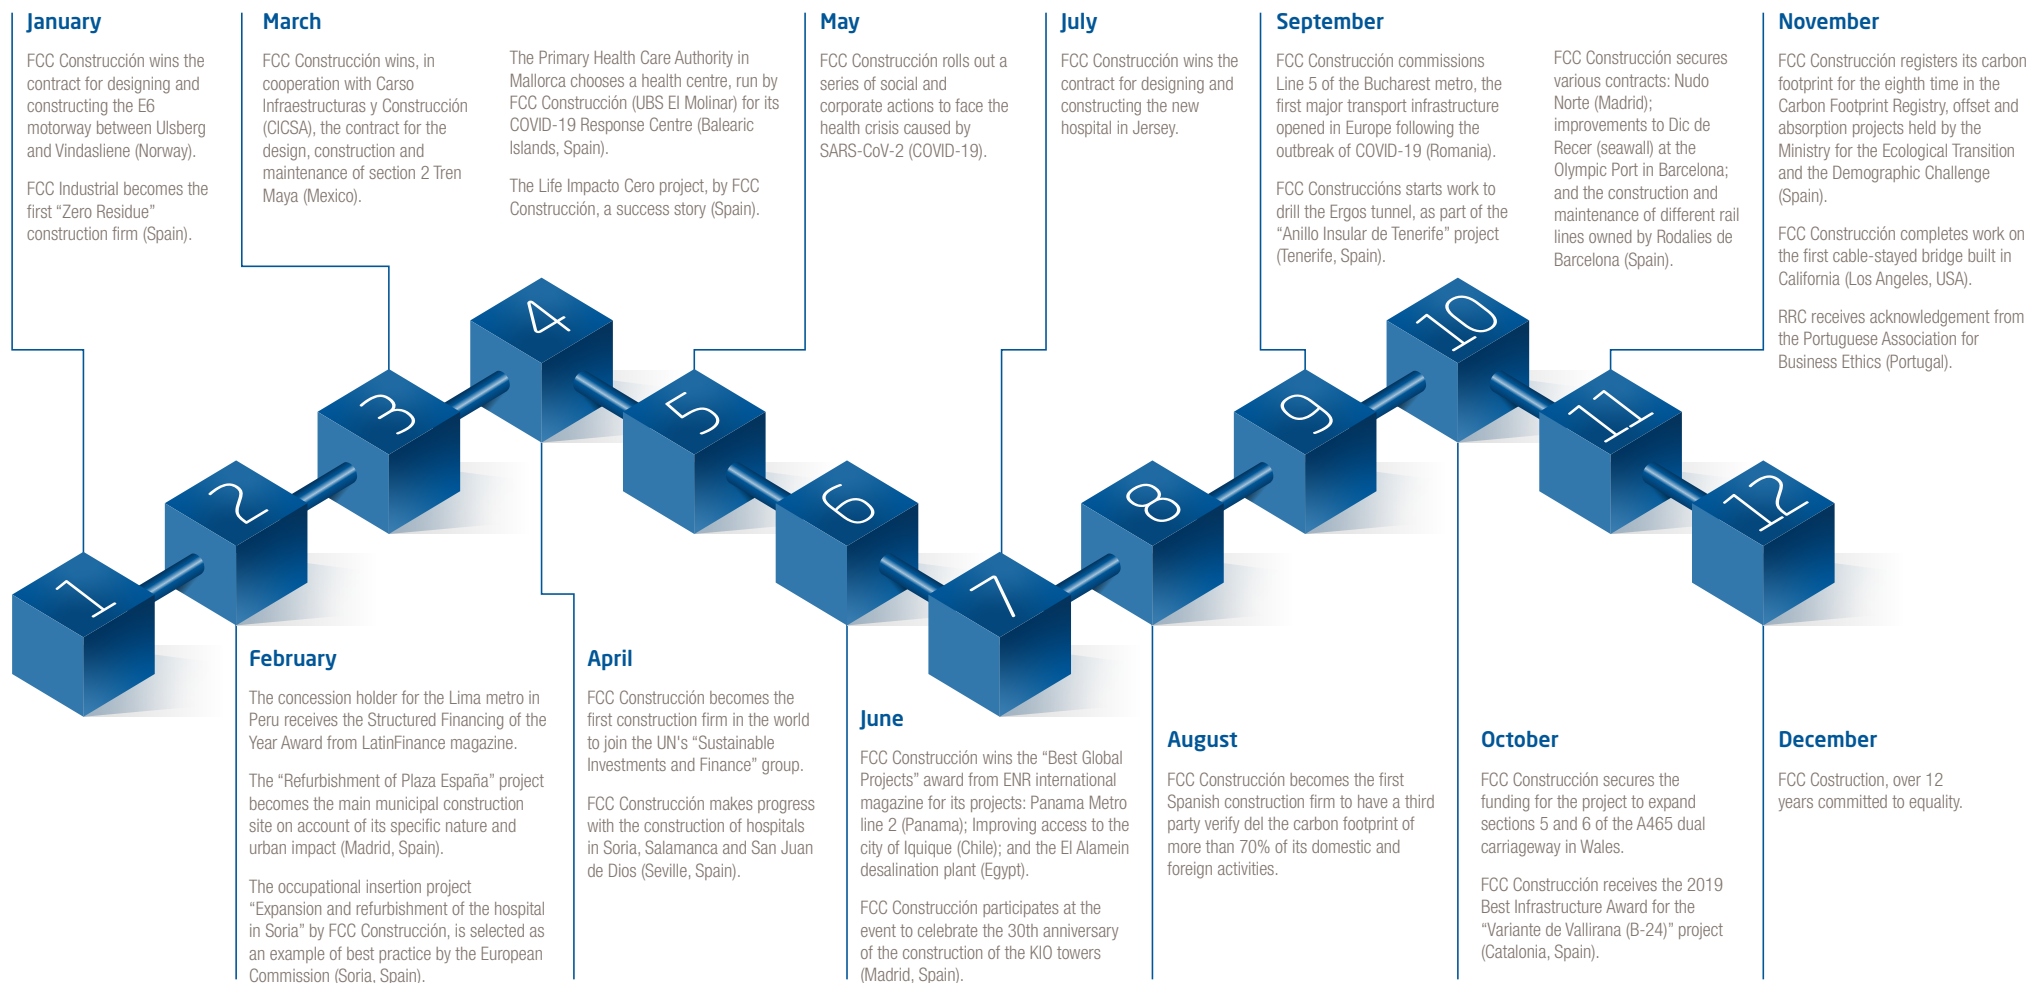 January
FCC Construcción wins the
contract for designing and
constructing the E6
motorway between Ulsberg
and Vindasliene (Norway).
FCC Industrial becomes the
first “Zero Residue”
construction firm (Spain).
March
FCC Construcción wins, in
cooperation with Carso
Infraestructuras y Construcción
(CICSA), the contract for the
design, construction and
maintenance of section 2 Tren
Maya (Mexico).
The Primary Health Care Authority in
Mallorca chooses a health centre, run by
FCC Construcción (UBS El Molinar) for its
COVID-19 Response Centre (Balearic
Islands, Spain).
The Life Impacto Cero project, by FCC
Construcción, a success story (Spain).
May
FCC Construcción rolls out a
series of social and
corporate actions to face the
health crisis caused by
SARS-CoV-2 (COVID-19).
July
FCC Construcción wins the
contract for designing and
constructing the new
hospital in Jersey.
September
FCC Construcción commissions
Line 5 of the Bucharest metro, the
first major transport infrastructure
opened in Europe following the
outbreak of COVID-19 (Romania).
FCC Construccións starts work to
drill the Ergos tunnel, as part of the
“Anillo Insular de Tenerife” project
(Tenerife, Spain).
FCC Construcción secures
various contracts: Nudo
Norte (Madrid);
improvements to Dic de
Recer (seawall) at the
Olympic Port in Barcelona;
and the construction and
maintenance of different rail
lines owned by Rodalies de
Barcelona (Spain).
November
FCC Construcción registers its carbon
footprint for the eighth time in the
Carbon Footprint Registry, offset and
absorption projects held by the
Ministry for the Ecological Transition
and the Demographic Challenge
(Spain).
FCC Construcción completes work on
the first cable-stayed bridge built in
California (Los Angeles, USA).
RRC receives acknowledgement from
the Portuguese Association for
Business Ethics (Portugal).
1
2
3
4
5
6
7
8
9
10
11
12
February
The concession holder for the Lima metro in
Peru receives the Structured Financing of the
Year Award from LatinFinance magazine.
The “Refurbishment of Plaza España” project
becomes the main municipal construction
site on account of its specific nature and
urban impact (Madrid, Spain).
The occupational insertion project
“Expansion and refurbishment of the hospital
in Soria” by FCC Construcción, is selected as
an example of best practice by the European
Commission (Soria, Spain).
April
FCC Construcción becomes the
first construction firm in the world
to join the UN's “Sustainable
Investments and Finance” group.
FCC Construcción makes progress
with the construction of hospitals
in Soria, Salamanca and San Juan
de Dios (Seville, Spain).
June
FCC Construcción wins the “Best Global
Projects” award from ENR international
magazine for its projects: Panama Metro
line 2 (Panama); Improving access to the
city of Iquique (Chile); and the El Alamein
desalination plant (Egypt).
FCC Construcción participates at the
event to celebrate the 30th anniversary
of the construction of the KIO towers
(Madrid, Spain).
August
FCC Construcción becomes the first
Spanish construction firm to have a third
party verify del the carbon footprint of
more than 70% of its domestic and
foreign activities.
October
FCC Construcción secures the
funding for the project to expand
sections 5 and 6 of the A465 dual
carriageway in Wales.
FCC Construcción receives the 2019
Best Infrastructure Award for the
“Variante de Vallirana (B-24)” project
(Catalonia, Spain).
December
FCC Costruction, over 12
years committed to equality.